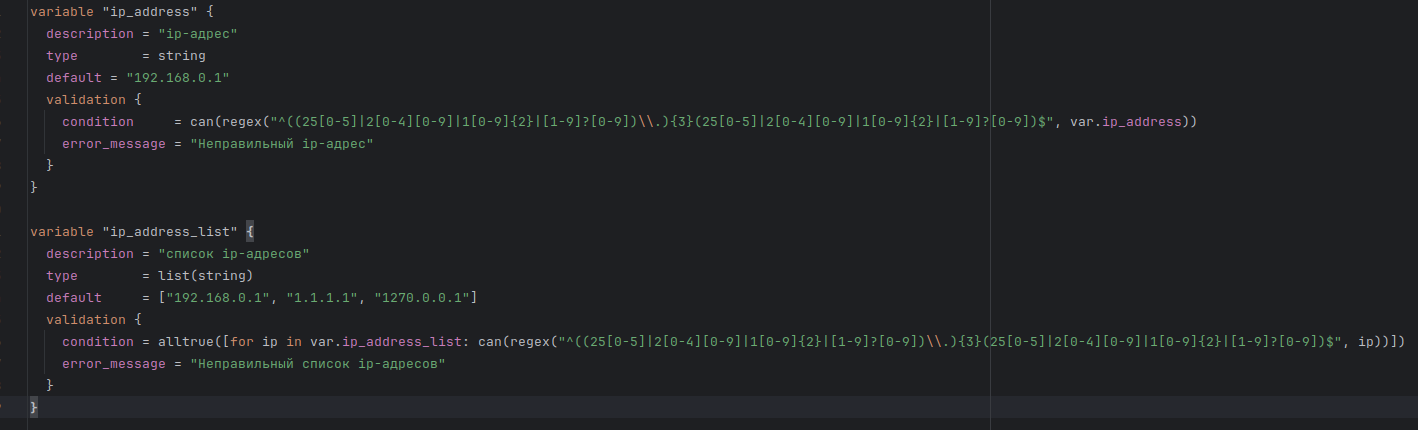 variable "ip_address" {
  description = "ip-адрес"
  type        = string
  default = "192.168.0.1"
  validation {
    condition     = can(regex("^((25[0-5]|2[0-4][0-9]|1[0-9]{2}|[1-9]?[0-9])\\.){3}(25[0-5]|2[0-4][0-9]|1[0-9]{2}|[1-9]?[0-9])$", var.ip_address))
    error_message = "Неправильный ip-адрес"
  }
}

variable "ip_address_list" {
  description = "список ip-адресов"
  type        = list(string)
  default     = ["192.168.0.1", "1.1.1.1", "1270.0.0.1"]
  validation {
    condition = alltrue([for ip in var.ip_address_list: can(regex("^((25[0-5]|2[0-4][0-9]|1[0-9]{2}|[1-9]?[0-9])\\.){3}(25[0-5]|2[0-4][0-9]|1[0-9]{2}|[1-9]?[0-9])$", ip))])
    error_message = "Неправильный список ip-адресов"
  }
}